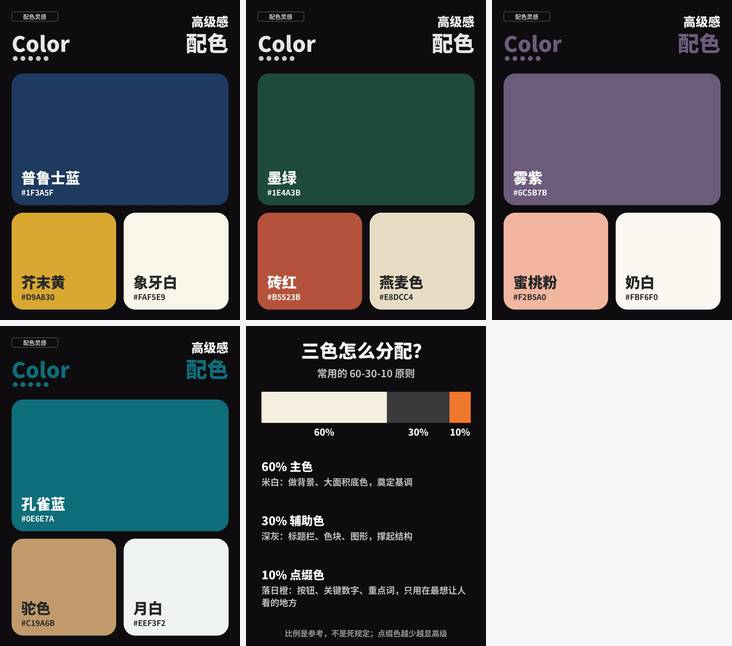 配色灵感
高级感
Color
配色
普鲁士蓝
#1F3A5F
芥末黄
#D9A830
象牙白
#FAF5E9
配色灵感
高级感
Color
配色
墨绿
#1E4A3B
砖红
#B5523B
燕麦色
#E8DCC4
配色灵感
高级感
Color
配色
雾紫
#6C5B7B
蜜桃粉
#F2B5A0
奶白
#FBF6F0
配色灵感
高级感
Color
配色
孔雀蓝
#0E6E7A
驼色
#C19A6B
月白
#EEF3F2
三色怎么分配？
常用的 60-30-10 原则
60%
30%
10%
60% 主色
米白：做背景、大面积底色，奠定基调
30% 辅助色
深灰：标题栏、色块、图形，撑起结构
10% 点缀色
落日橙：按钮、关键数字、重点词，只用在最想让人
看的地方
比例是参考，不是死规定；点缀色越少越显高级